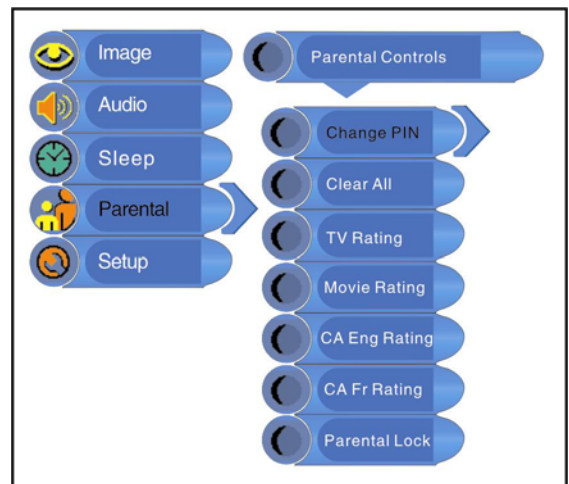 Image
Audio
Sleep
Parental
Setup
Parental Controls
Change PIN
Clear All
TV Rating
Movie Rating
CA Eng Rating
CA Fr Rating
Parental Lock